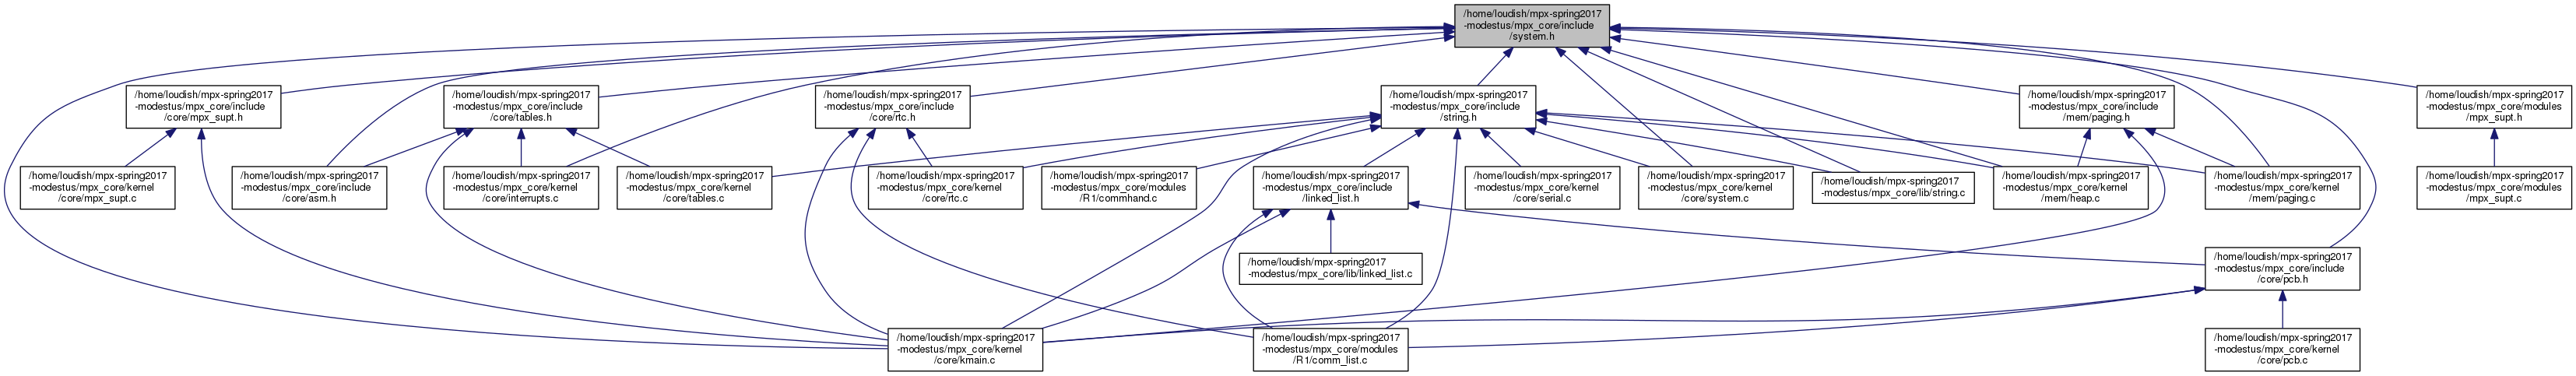 /home/loudish/mpx-spring2017
-modestus/mpx_core/include
/system.h
/home/loudish/mpx-spring2017
-modestus/mpx_core/include
/core/mpx_supt.h
/home/loudish/mpx-spring2017
-modestus/mpx_core/include
/core/tables.h
/home/loudish/mpx-spring2017
-modestus/mpx_core/include
/core/rtc.h
/home/loudish/mpx-spring2017
-modestus/mpx_core/include
/string.h
/home/loudish/mpx-spring2017
-modestus/mpx_core/include
/mem/paging.h
/home/loudish/mpx-spring2017
-modestus/mpx_core/modules
/mpx_supt.h
/home/loudish/mpx-spring2017
-modestus/mpx_core/kernel
/core/mpx_supt.c
/home/loudish/mpx-spring2017
-modestus/mpx_core/include
/core/asm.h
/home/loudish/mpx-spring2017
-modestus/mpx_core/kernel
/core/interrupts.c
/home/loudish/mpx-spring2017
-modestus/mpx_core/kernel
/core/tables.c
/home/loudish/mpx-spring2017
-modestus/mpx_core/kernel
/core/rtc.c
/home/loudish/mpx-spring2017
-modestus/mpx_core/modules
/R1/commhand.c
/home/loudish/mpx-spring2017
-modestus/mpx_core/include
/linked_list.h
/home/loudish/mpx-spring2017
-modestus/mpx_core/kernel
/core/serial.c
/home/loudish/mpx-spring2017
-modestus/mpx_core/kernel
/core/system.c
/home/loudish/mpx-spring2017
-modestus/mpx_core/lib/string.c
/home/loudish/mpx-spring2017
-modestus/mpx_core/kernel
/mem/heap.c
/home/loudish/mpx-spring2017
-modestus/mpx_core/kernel
/mem/paging.c
/home/loudish/mpx-spring2017
-modestus/mpx_core/modules
/mpx_supt.c
/home/loudish/mpx-spring2017
-modestus/mpx_core/lib/linked_list.c
/home/loudish/mpx-spring2017
-modestus/mpx_core/include
/core/pcb.h
/home/loudish/mpx-spring2017
-modestus/mpx_core/kernel
/core/kmain.c
/home/loudish/mpx-spring2017
-modestus/mpx_core/modules
/R1/comm_list.c
/home/loudish/mpx-spring2017
-modestus/mpx_core/kernel
/core/pcb.c